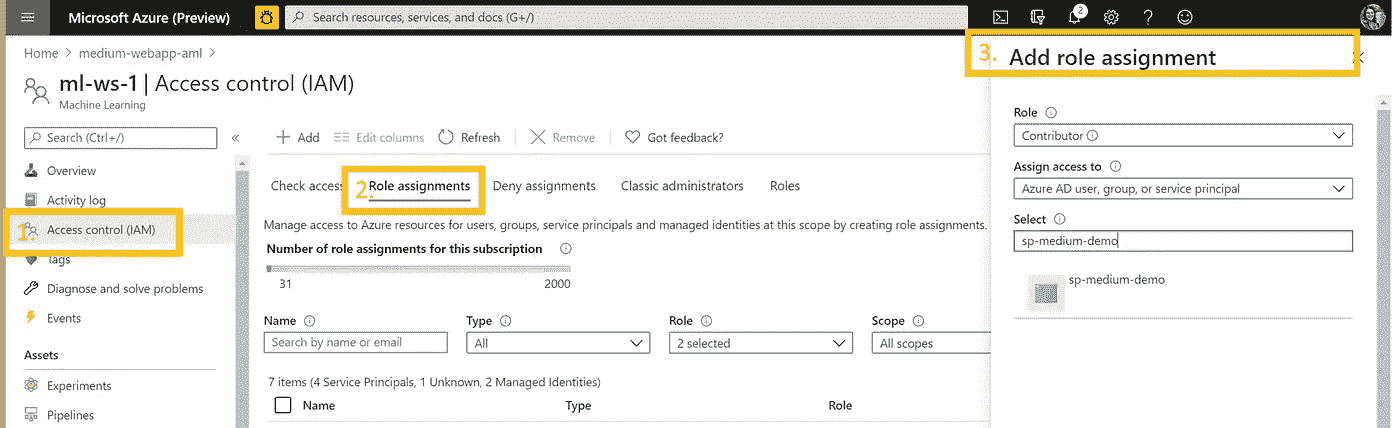 Microsoft Azure (Preview)
Search resources, services, and docs (G+/)
2
Home > medium-webapp-aml >
ml-ws-1 | Access control (IAM)
Machine Learning
Search (Ctrl+/)
«
Overview
Activity log
1.
Access control (IAM)
Tags
Diagnose and solve problems
Events
Assets
Experiments
Pipelines
+ Add
Edit columns
Refresh
Remove
Got feedback?
Check access
2.
Role assignments
Deny assignments
Classic administrators
Roles
Manage access to Azure resources for users, groups, service principals and managed identities at this scope by creating role assignments.
Number of role assignments for this subscription
31
2000
Name
Search by name or email
Type
All
Role
2 selected
Scope
All scopes
7 items (4 Service Principals, 1 Unknown, 2 Managed Identities)
Name
Type
Role
3.
Add role assignment
Role
Contributor
Assign access to
Azure AD user, group, or service principal
Select
sp-medium-demo
sp-medium-demo